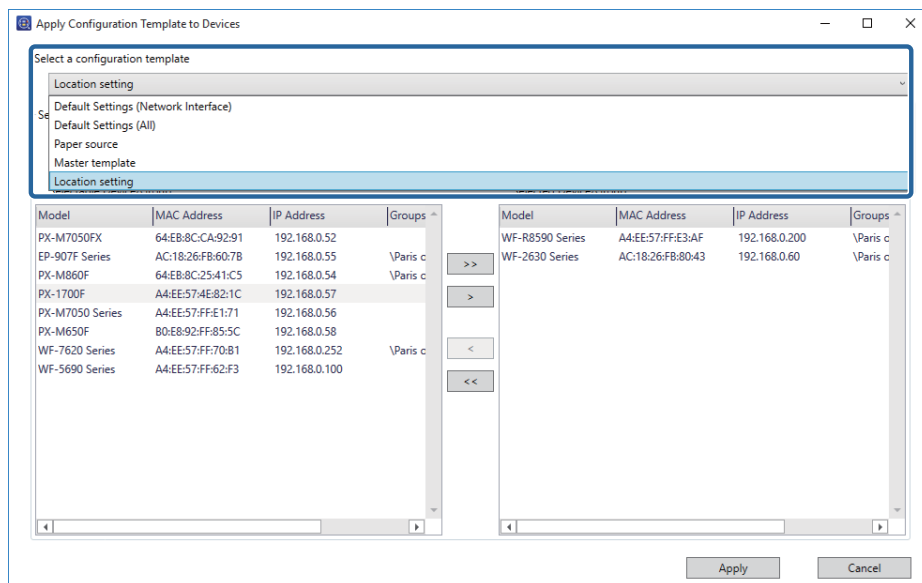 Apply Configuration Template to Devices
Select a configuration template
Location setting
Se
Default Settings (Network Interface)
Default Settings (All)
Paper source
Master template
Location setting
Model MAC Address IP Address Groups
PX-M7050FX 64:EB:8C:CA:92:91 192.168.0.52
EP-907F Series AC:18:26:FB:60:7B 192.168.0.55 \Paris c
PX-M860F 64:EB:8C:25:41:C5 192.168.0.54 \Paris c
PX-1700F A4:EE:57:4E:82:1C 192.168.0.57
PX-M7050 Series A4:EE:57:FF:E1:71 192.168.0.56
PX-M650F B0:E8:92:FF:85:5C 192.168.0.58
WF-7620 Series A4:EE:57:FF:70:B1 192.168.0.252 \Paris c
WF-5690 Series A4:EE:57:FF:62:F3 192.168.0.100
>>
>
<
<<
Model MAC Address IP Address Groups
WF-R8590 Series A4:EE:57:FF:E3:AF 192.168.0.200 \Paris c
WF-2630 Series AC:18:26:FB:80:43 192.168.0.60 \Paris c
Apply Cancel